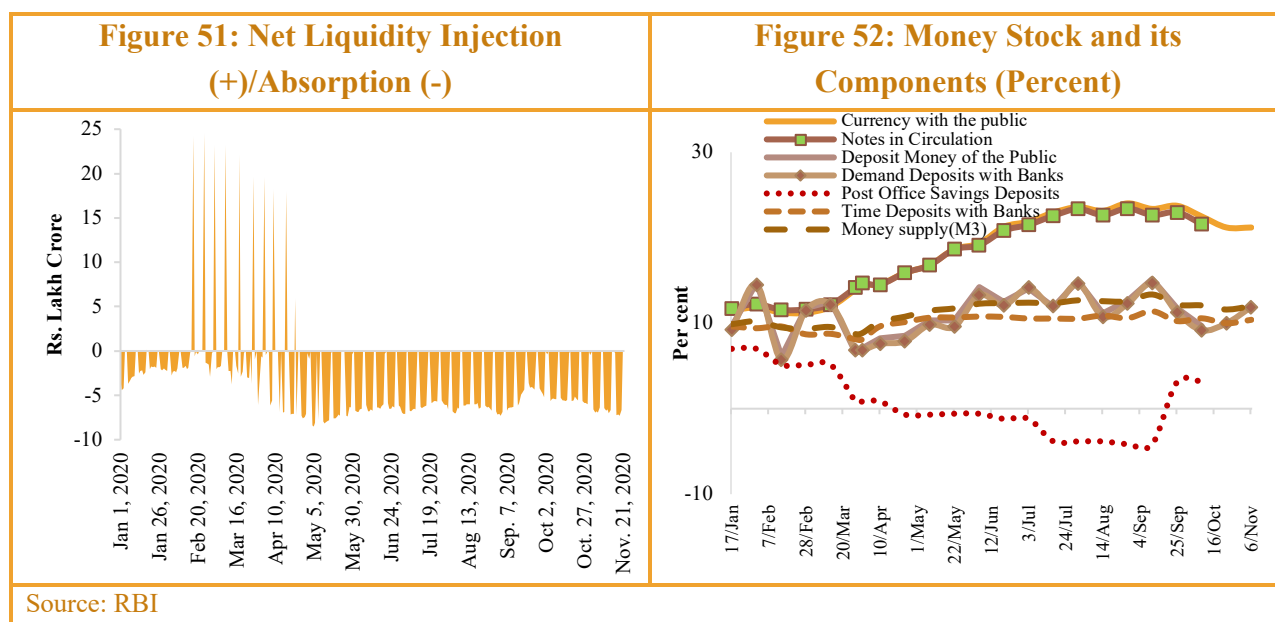 Figure 51: Net Liquidity Injection
(+)/Absorption (-)
Rs. Lakh Crore
25
20
15
10
5
0
-5
-10
Jan 1, 2020
Jan 26, 2020
Feb 20, 2020
Mar 16, 2020
Apr 10, 2020
May 5, 2020
May 30, 2020
Jun 24, 2020
Jul 19, 2020
Aug 13, 2020
Sep. 7, 2020
Oct 2, 2020
Oct. 27, 2020
Nov. 21, 2020
Figure 52: Money Stock and its
Components (Percent)
Currency with the public
Notes in Circulation
Deposit Money of the Public
Demand Deposits with Banks
Post Office Savings Deposits
Time Deposits with Banks
Money supply(M3)
Per cent
30
10
-10
17/Jan
7/Feb
28/Feb
20/Mar
10/Apr
1/May
22/May
12/Jun
3/Jul
24/Jul
14/Aug
4/Sep
25/Sep
16/Oct
6/Nov
Source: RBI